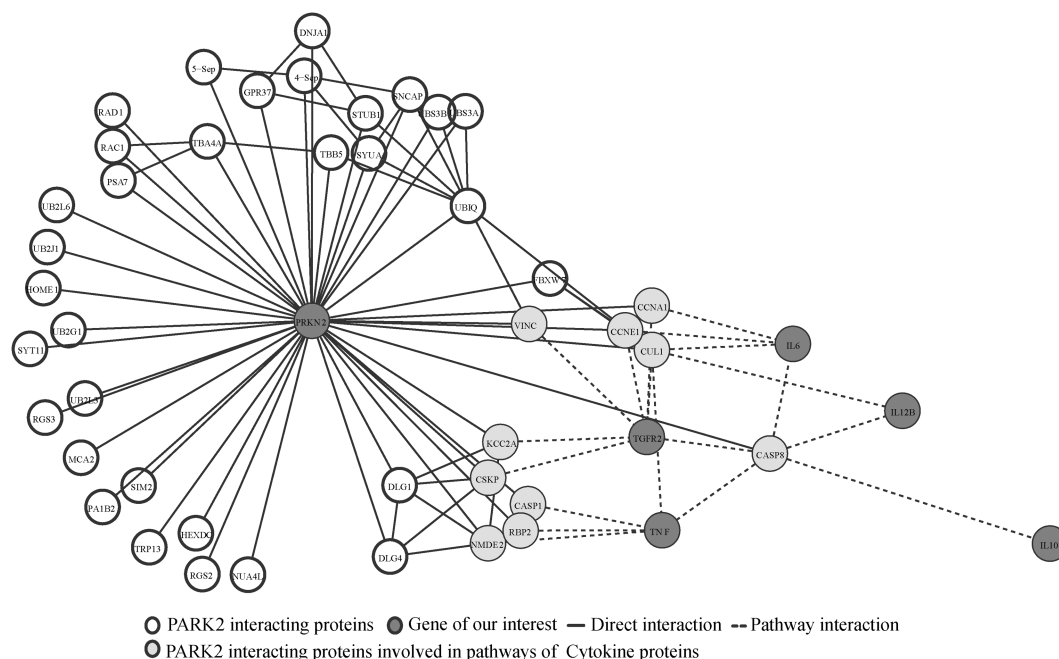 DNJA1
5-Sep
4-Sep
GPR37
SNCAP
UBS3A
STUB1
RAD1
RAC1
TBA4A
TBB5
SYUA
PSA7
UB2L6
UBIQ
UB2J1
HOME1
CCNA1
PRKN2
VINC
CCNE1
UB2G1
SYT11
CUL1
IL6
UB2L3
RGS3
IL12B
KCC2A
TGFR2
CASP8
MCA2
CSKP
DLG1
SIM2
PA1B2
CASP1
RBP2
TNF
HEXDC
TRP13
NMDE2
IL10
DLG4
RGS2
NUA4L
PARK2 interacting proteins Gene of our interest Direct interaction Pathway interaction
PARK2 interacting proteins involved in pathways of Cytokine proteins